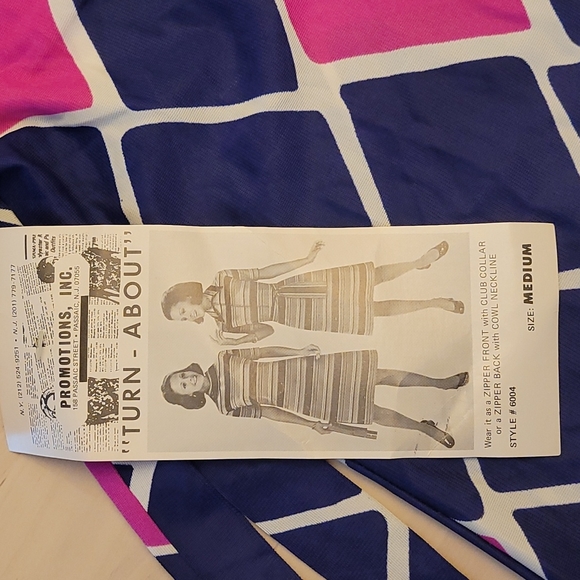 N.Y. (212) 524-9251 • N.J. (201) 779-7177
PROMOTIONS, INC.
158 PASSAIC STREET • PASSAIC, N.J. 07055
"TURN-ABOUT"
Wear it as a ZIPPER FRONT with CLUB COLLAR
or a ZIPPER BACK with COWL NECKLINE
STYLE # 6004
SIZE: MEDIUM